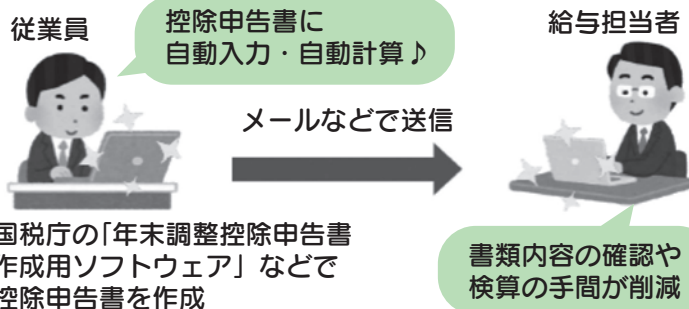 従業員
控除申告書に
自動入力・自動計算♪
給与担当者
メールなどで送信
国税庁の｢年末調整控除申告書
作成用ソフトウェア」などで
控除申告書を作成
書類内容の確認や
検算の手間が削減